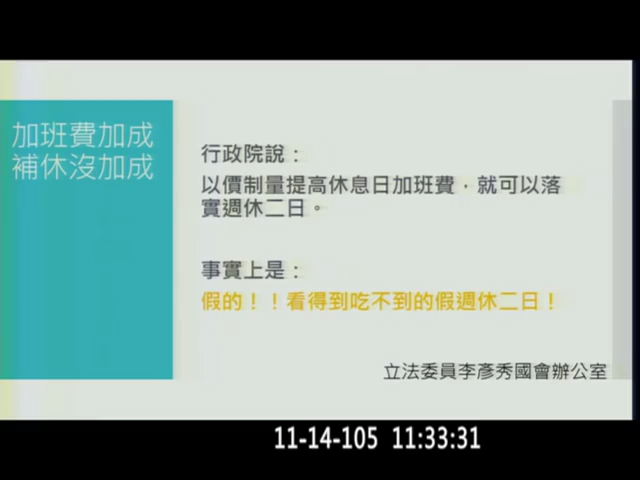 加班費加成
補休沒加成
行政院說：
以價制量提高休息日加班費，就可以落
實週休二日。
事實上是：
假的！！看得到吃不到的假週休二日！
立法委員李彥秀國會辦公室
11-14-105 11:33:31